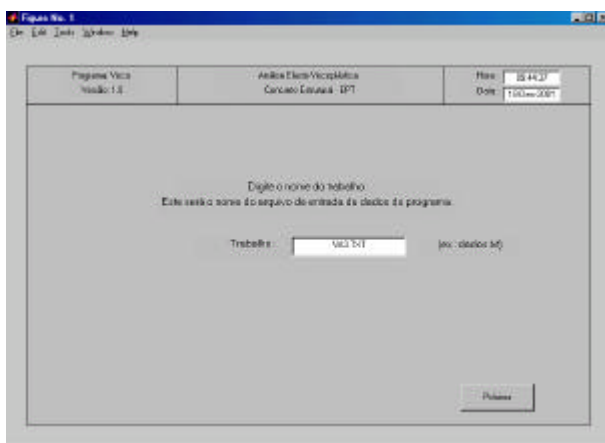 Figure No. 1
File Edit Tools Window Help
Programa Visco
Versão 1.0
Análise Elasto-Viscoplástica
Concreto Estrutural - EPT
Hora:
Data:
Digite o nome do trabalho.
Este será o nome do arquivo de entrada de dados do programa.
Trabalho: (ex.: dados.txt)
Próximo